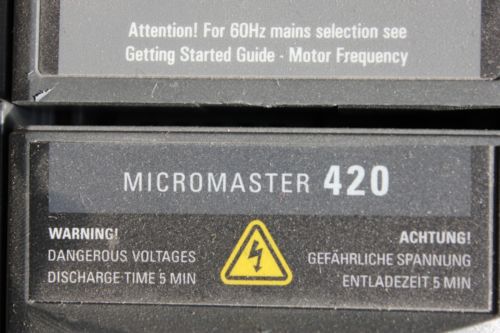 Attention! For 60Hz mains selection see
Getting Started Guide - Motor Frequency
MICROMASTER 420
WARNING!
DANGEROUS VOLTAGES
DISCHARGE TIME 5 MIN
ACHTUNG!
GEFÄHRLICHE SPANNUNG
ENTLADEZEIT 5 MIN